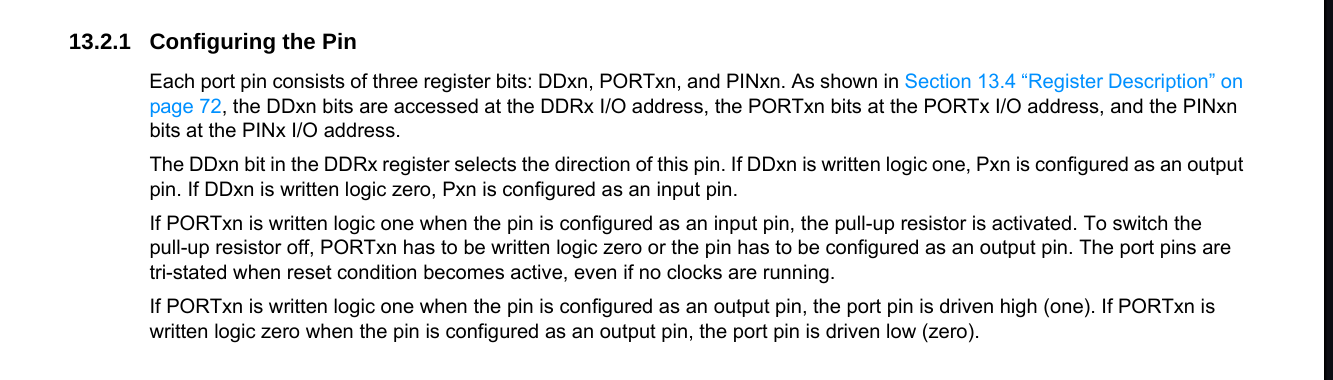 13.2.1 Configuring the Pin
Each port pin consists of three register bits: DDxn, PORTxn, and PINxn. As shown in Section 13.4 “Register Description” on
page 72, the DDxn bits are accessed at the DDRx I/O address, the PORTxn bits at the PORTx I/O address, and the PINxn
bits at the PINx I/O address.
The DDxn bit in the DDRx register selects the direction of this pin. If DDxn is written logic one, Pxn is configured as an output
pin. If DDxn is written logic zero, Pxn is configured as an input pin.
If PORTxn is written logic one when the pin is configured as an input pin, the pull-up resistor is activated. To switch the
pull-up resistor off, PORTxn has to be written logic zero or the pin has to be configured as an output pin. The port pins are
tri-stated when reset condition becomes active, even if no clocks are running.
If PORTxn is written logic one when the pin is configured as an output pin, the port pin is driven high (one). If PORTxn is
written logic zero when the pin is configured as an output pin, the port pin is driven low (zero).